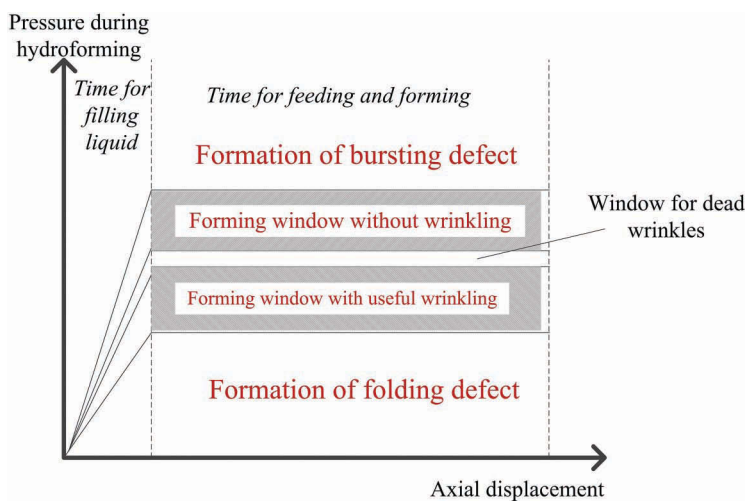 Pressure during
hydroforming
Time for
filling
liquid
Time for feeding and forming
Formation of bursting defect
Forming window without wrinkling
Window for dead
wrinkles
Forming window with useful wrinkling
Formation of folding defect
Axial displacement